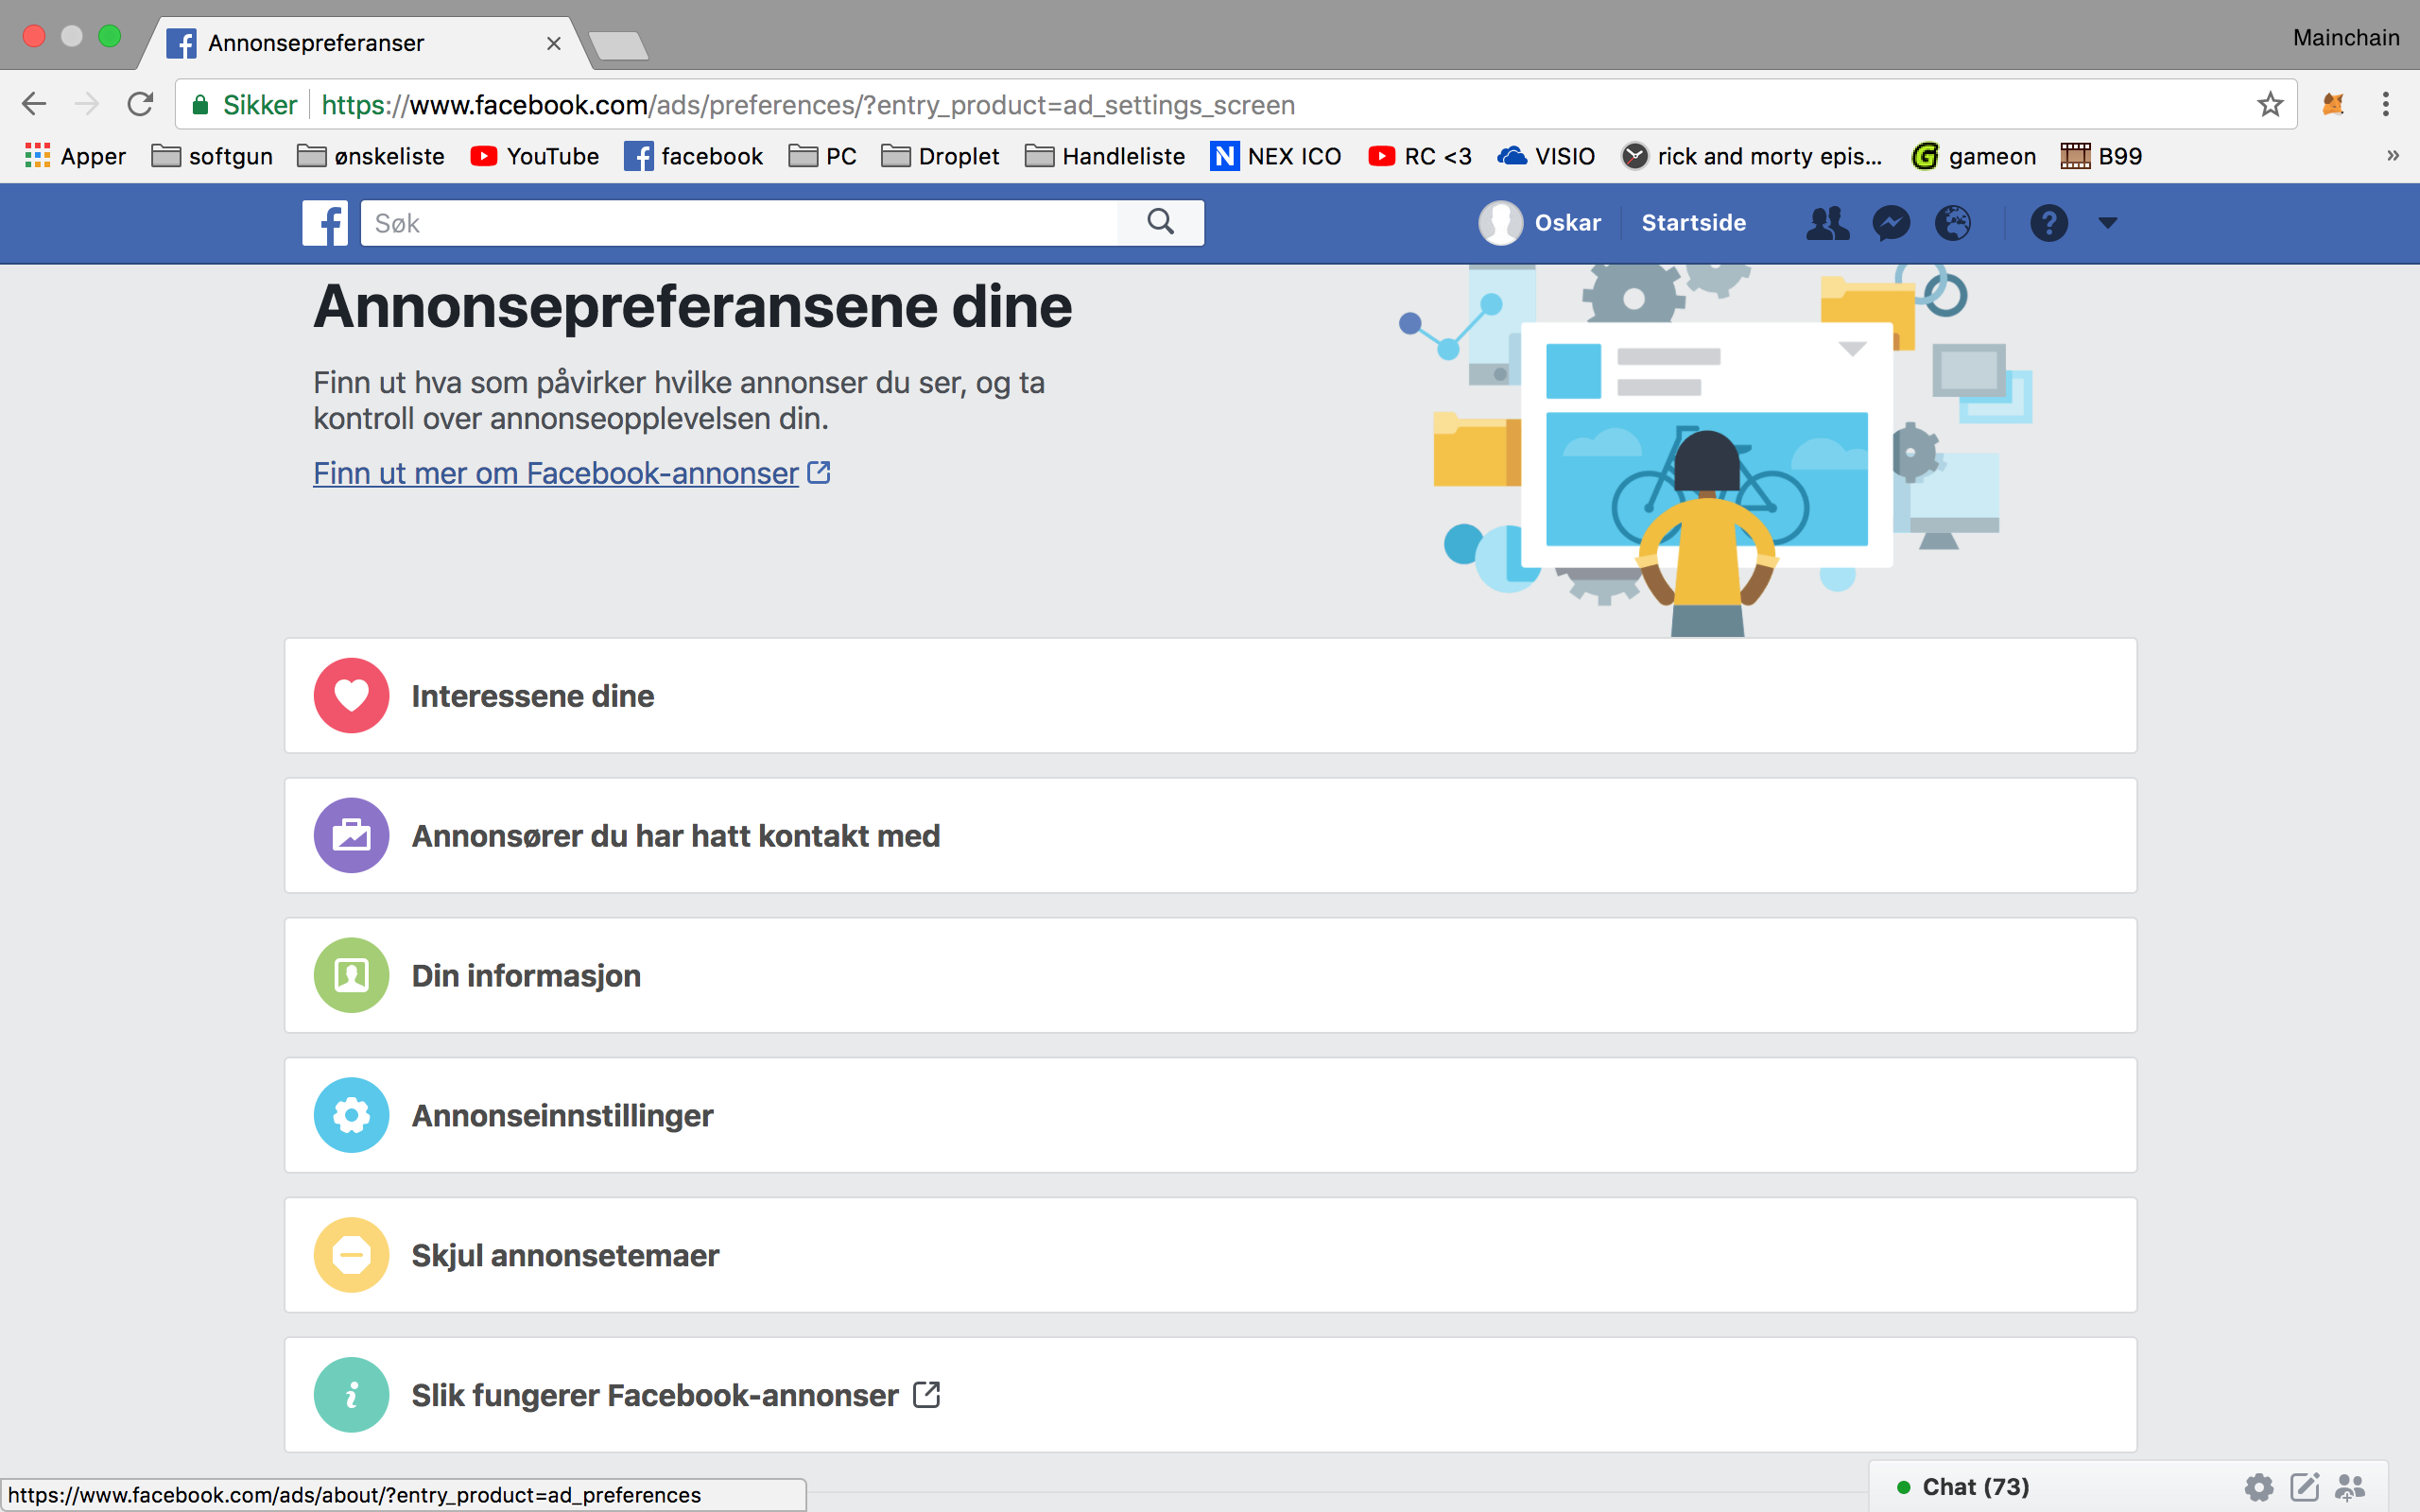 Annonsepreferanser
Mainchain
Sikker https://www.facebook.com/ads/preferences/?entry_product=ad_settings_screen
Apper softgun ønskeliste YouTube facebook PC Droplet Handleliste NEX ICO RC <3 VISIO rick and morty epis... gameon B99 »
Søk
Oskar Startside
Annonsepreferansene dine
Finn ut hva som påvirker hvilke annonser du ser, og ta
kontroll over annonseopplevelsen din.
Finn ut mer om Facebook-annonser
Interessene dine
Annonsører du har hatt kontakt med
Din informasjon
Annonseinnstillinger
Skjul annonsetemaer
Slik fungerer Facebook-annonser
https://www.facebook.com/ads/about/?entry_product=ad_preferences
Chat (73)